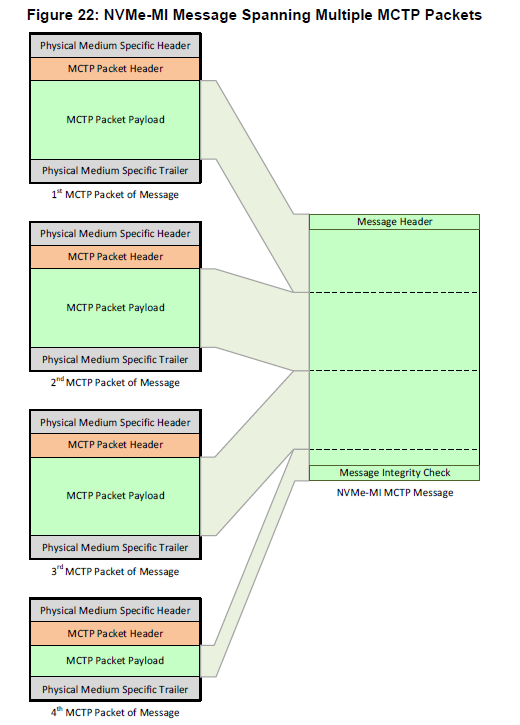 Figure 22: NVMe-MI Message Spanning Multiple MCTP Packets
Physical Medium Specific Header
MCTP Packet Header
MCTP Packet Payload
Physical Medium Specific Trailer
1st MCTP Packet of Message
Physical Medium Specific Header
MCTP Packet Header
MCTP Packet Payload
Physical Medium Specific Trailer
2nd MCTP Packet of Message
Physical Medium Specific Header
MCTP Packet Header
MCTP Packet Payload
Physical Medium Specific Trailer
3rd MCTP Packet of Message
Physical Medium Specific Header
MCTP Packet Header
MCTP Packet Payload
Physical Medium Specific Trailer
4th MCTP Packet of Message
Message Header
Message Integrity Check
NVMe-MI MCTP Message